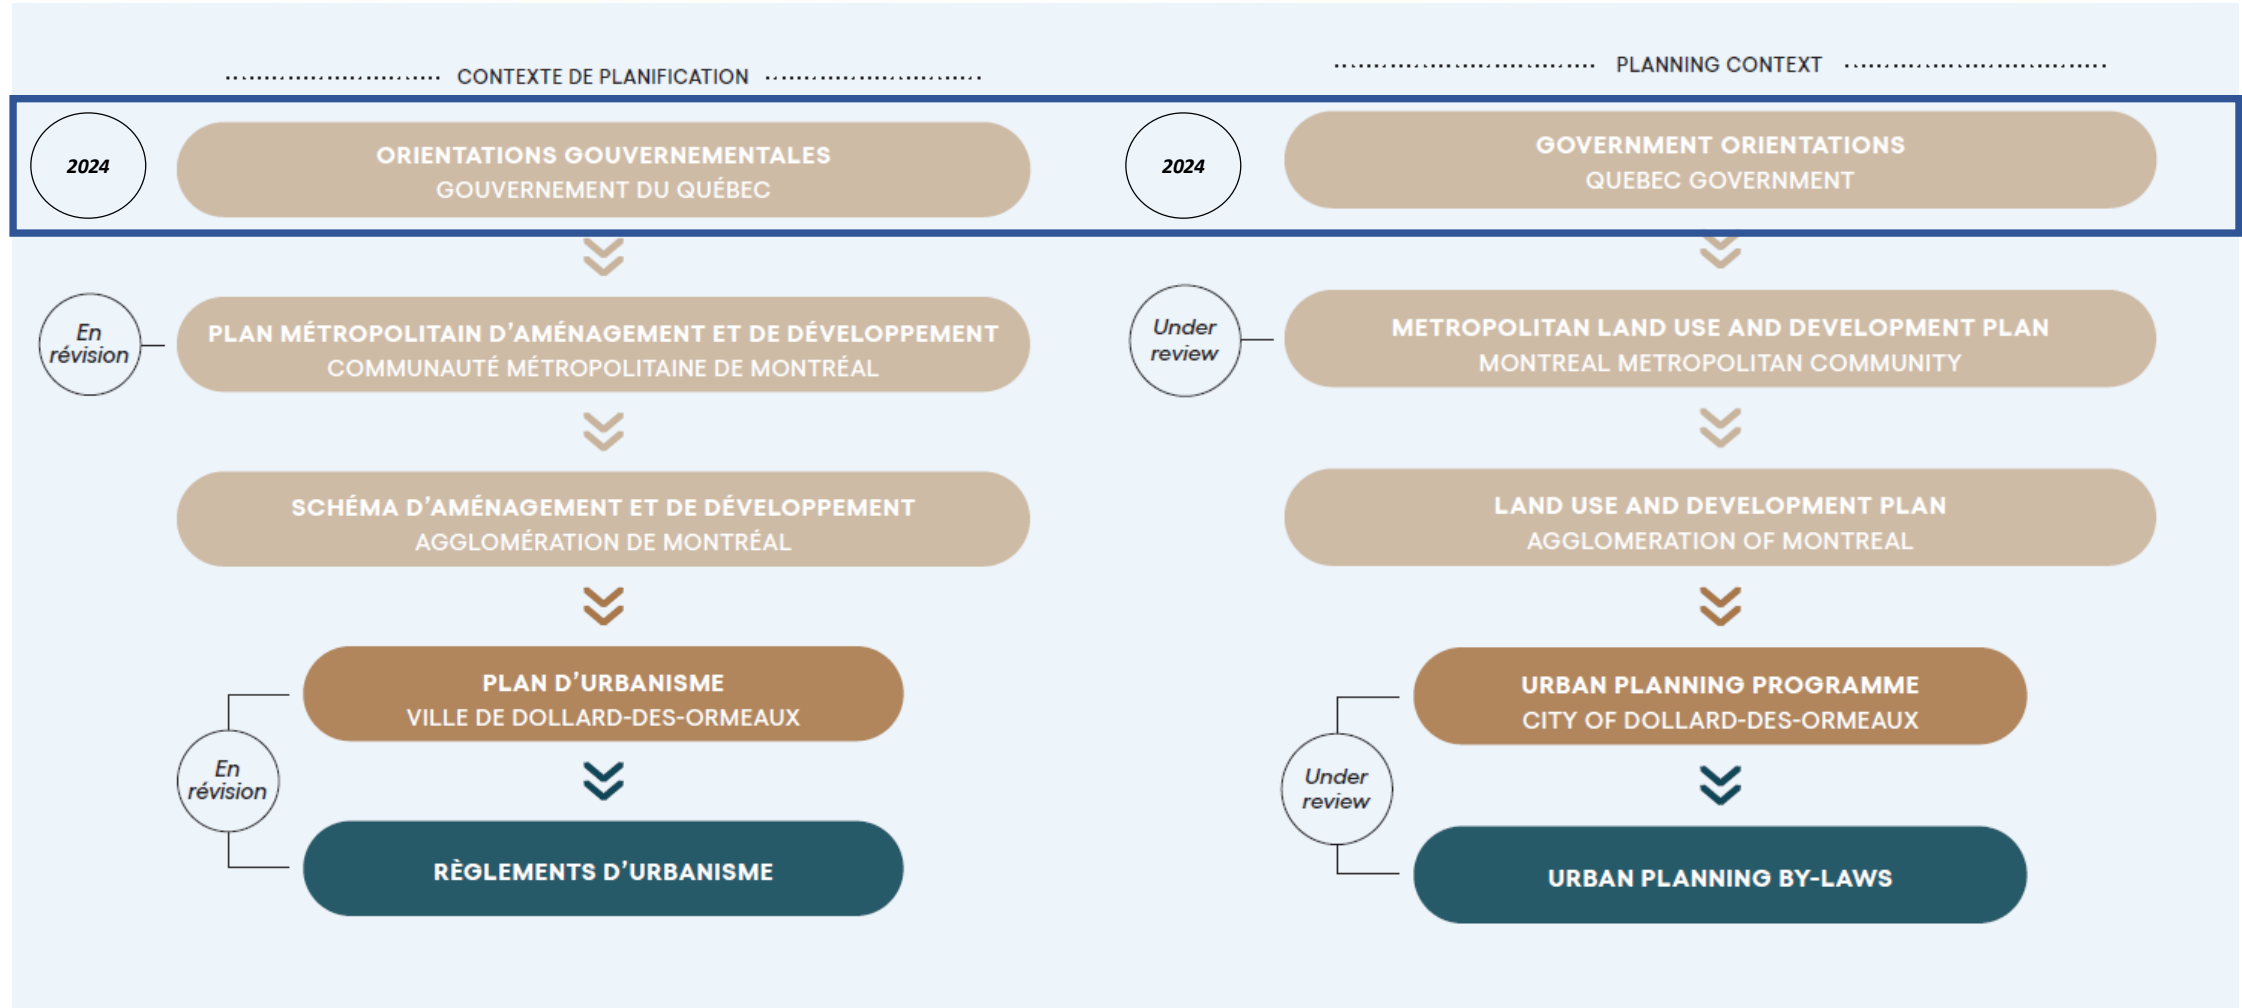 CONTEXTE DE PLANIFICATION
2024
ORIENTATIONS GOUVERNEMENTALES
GOUVERNEMENT DU QUÉBEC
En
révision
PLAN MÉTROPOLITAIN D’AMÉNAGEMENT ET DE DÉVELOPPEMENT
COMMUNAUTÉ MÉTROPOLITAINE DE MONTRÉAL
SCHÉMA D’AMÉNAGEMENT ET DE DÉVELOPPEMENT
AGGLOMÉRATION DE MONTRÉAL
PLAN D’URBANISME
VILLE DE DOLLARD-DES-ORMEAUX
En
révision
RÈGLEMENTS D’URBANISME
PLANNING CONTEXT
2024
GOVERNMENT ORIENTATIONS
QUEBEC GOVERNMENT
Under
review
METROPOLITAN LAND USE AND DEVELOPMENT PLAN
MONTREAL METROPOLITAN COMMUNITY
LAND USE AND DEVELOPMENT PLAN
AGGLOMERATION OF MONTREAL
URBAN PLANNING PROGRAMME
CITY OF DOLLARD-DES-ORMEAUX
Under
review
URBAN PLANNING BY-LAWS